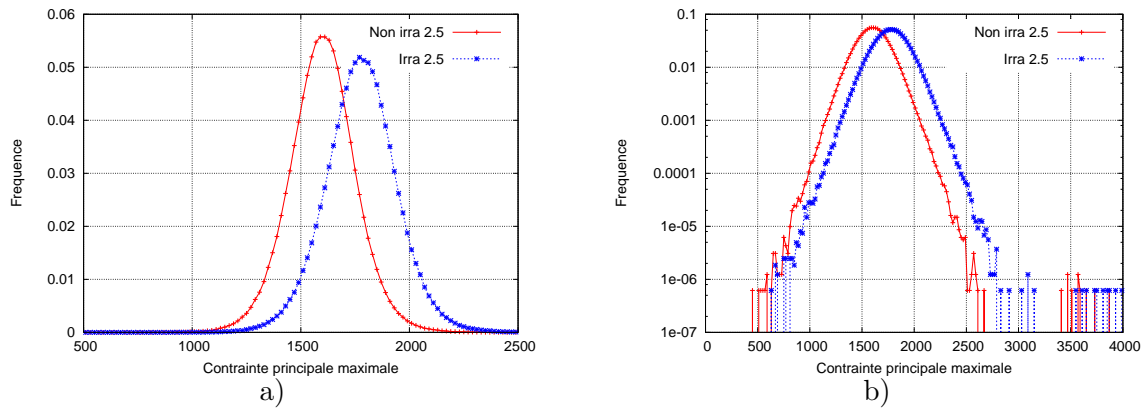 Frequence
0.06
0.05
0.04
0.03
0.02
0.01
0
500
1000
1500
2000
2500
Contrainte principale maximale
Non irra 2.5
Irra 2.5
a)
Frequence
0.1
0.01
0.001
0.0001
1e-05
1e-06
1e-07
0
500
1000
1500
2000
2500
3000
3500
4000
Contrainte principale maximale
Non irra 2.5
Irra 2.5
b)